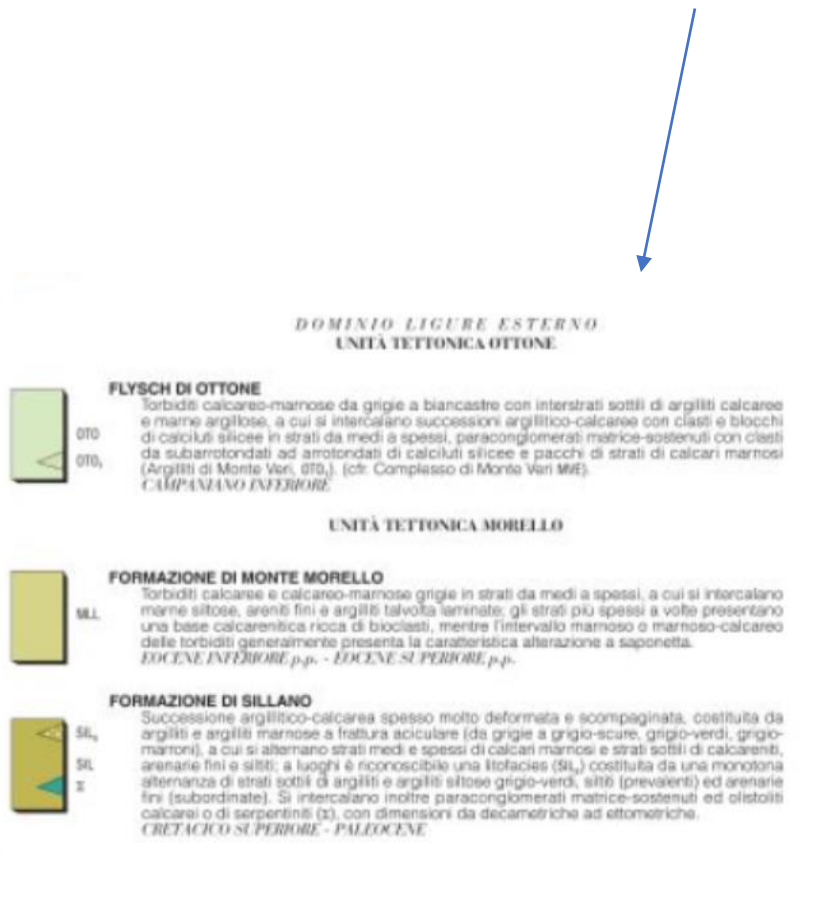 DOMINIO LIGURE ESTERNO
UNITÀ TETTONICA OTTONE
FLYSCH DI OTTONE
Torbiditi calcareo-marnose da grigie a biancastre con interstrati sottili di argilliti calcaree
e marne argillose, a cui si intercalano successioni argillitico-calcaree con clasti e blocchi
OTO
di calciluti silicee in strati da medi a spessi, paraconglomerati matrice-sostenuti con clasti
da subarrotondati ad arrotondati di calciluti silicee e pacchi di strati di calcari marnosi
OTO₁
(Argilliti di Monte Veri, OTO₁). (cfr. Complesso di Monte Veri MVE).
CAMPANIANO INFERIORE
UNITÀ TETTONICA MORELLO
FORMAZIONE DI MONTE MORELLO
Torbiditi calcaree e calcareo-marnose grigie in strati da medi a spessi, a cui si intercalano
MLL
marne siltose, areniti fini e argilliti talvolta laminate; gli strati più spessi a volte presentano
una base calcarenitica ricca di bioclasti, mentre l'intervallo marnoso o marnoso-calcareo
delle torbiditi generalmente presenta la caratteristica alterazione a saponetta.
EOCENE INFERIORE p.p. - EOCENE SUPERIORE p.p.
FORMAZIONE DI SILLANO
Successione argillitico-calcarea spesso molto deformata e scompaginata, costituita da
argilliti e argilliti marnose a frattura aciculare (da grigie a grigio-scure, grigio-verdi, grigio-
marroni), a cui si alternano strati medi e spessi di calcari marnosi e strati sottili di calcareniti,
SIL
arenarie fini e siltiti; a luoghi è riconoscibile una litofacies costituita da una monotona
Σ
alternanza di strati sottili di argilliti e argilliti siltose grigio-verdi, siltiti (prevalenti) ed arenarie
fini (subordinate). Si intercalano inoltre paraconglomerati matrice-sostenuti ed olistoliti
calcarei o di serpentiniti (Σ), con dimensioni da decametriche ad ettometriche.
CRETACICO SUPERIORE - PALEOCENE